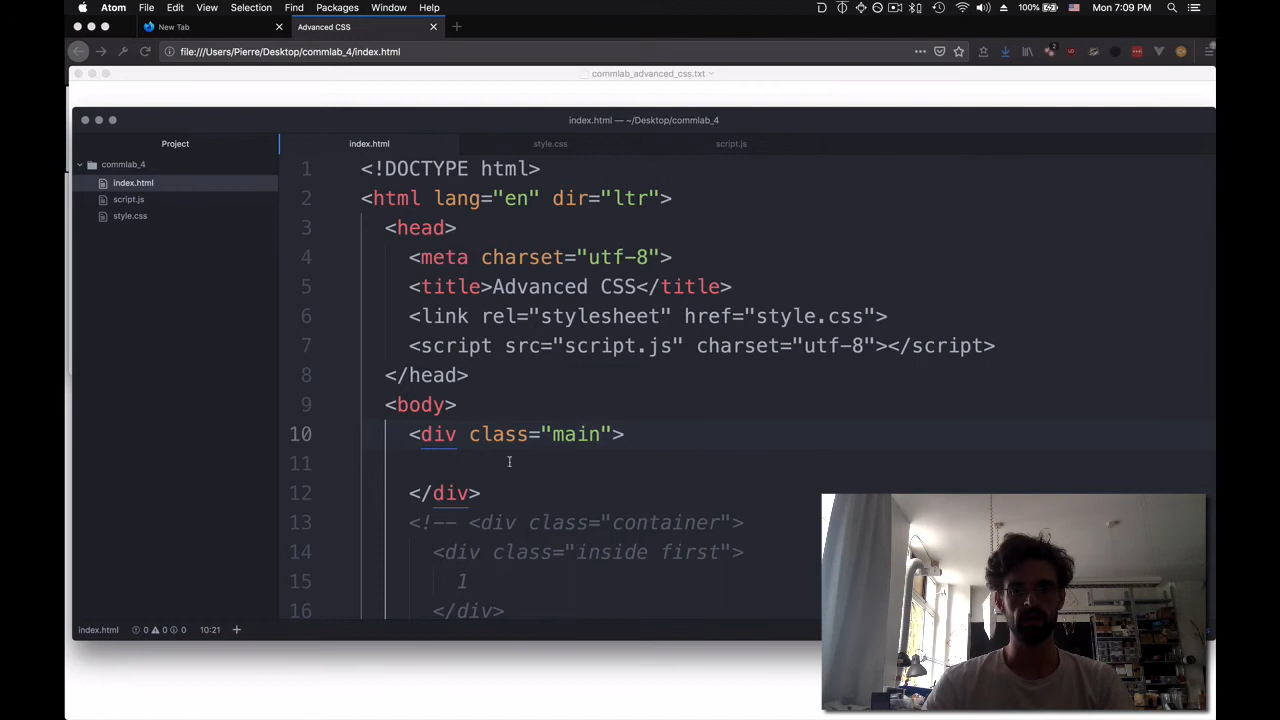 Atom File Edit View Selection Find Packages Window Help 100% Mon 7:09 PM
New Tab Advanced CSS
file:///Users/Pierre/Desktop/commlab_4/index.html
commlab_advanced_css.txt
index.html — ~/Desktop/commlab_4
Project index.html style.css script.js
commlab_4
index.html
script.js
style.css
1 <!DOCTYPE html>
2 <html lang="en" dir="ltr">
3 <head>
4 <meta charset="utf-8">
5 <title>Advanced CSS</title>
6 <link rel="stylesheet" href="style.css">
7 <script src="script.js" charset="utf-8"></script>
8 </head>
9 <body>
10 <div class="main">
11
12 </div>
13 <!-- <div class="container">
14 <div class="inside first">
15 1
16 </div>
index.html 0 0 0 10:21